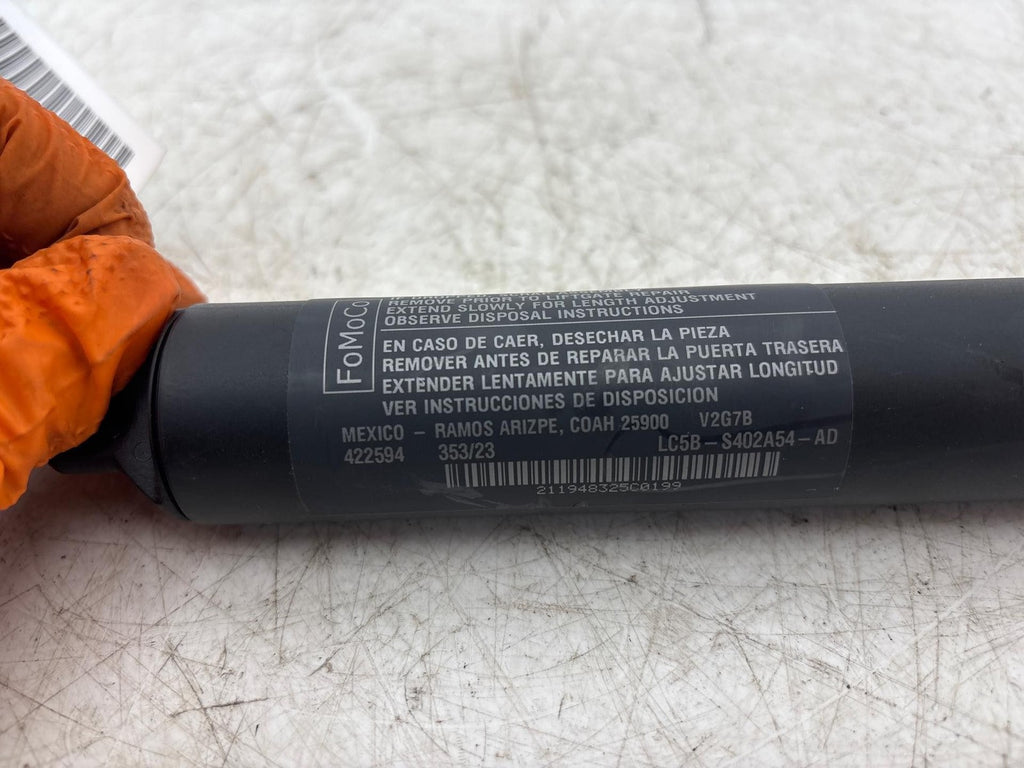 FoMoCo
REMOVE PRIOR TO LIFTGATE REPAIR
EXTEND SLOWLY FOR LENGTH ADJUSTMENT
OBSERVE DISPOSAL INSTRUCTIONS
EN CASO DE CAER, DESECHAR LA PIEZA
REMOVER ANTES DE REPARAR LA PUERTA TRASERA
EXTENDER LENTAMENTE PARA AJUSTAR LONGITUD
VER INSTRUCCIONES DE DISPOSICION
MEXICO - RAMOS ARIZPE, COAH 25900 V2G7B
422594 353/23 LC5B-S402A54-AD
211948325C0199